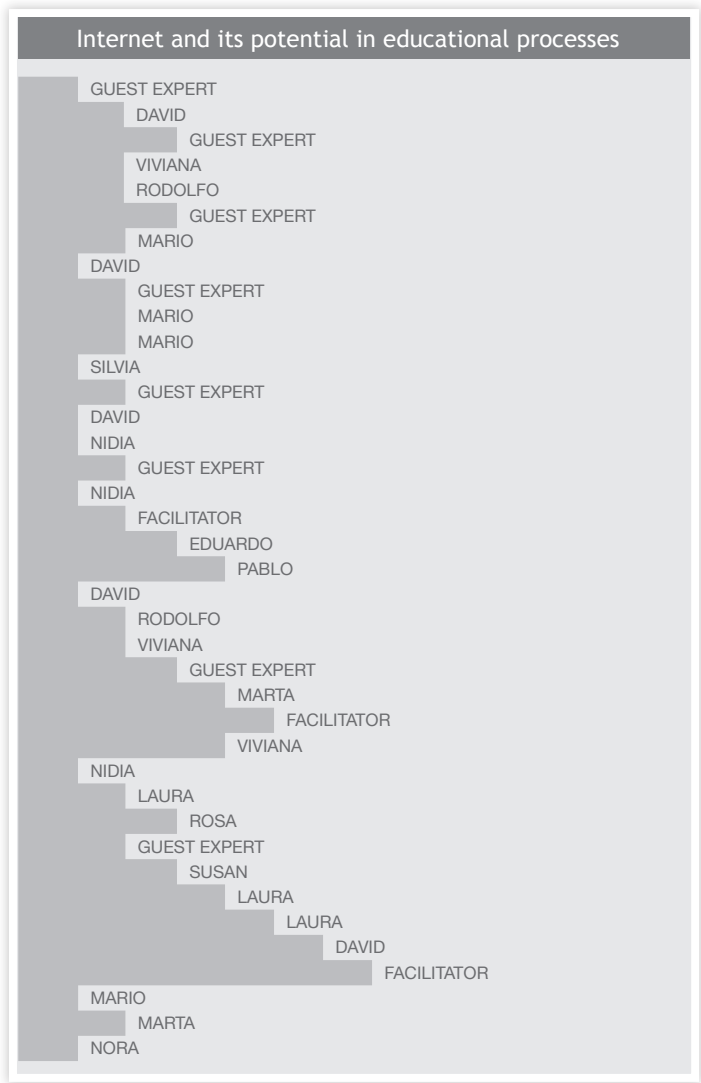 Internet and its potential in educational processes
GUEST EXPERT
DAVID
GUEST EXPERT
VIVIANA
RODOLFO
GUEST EXPERT
MARIO
DAVID
GUEST EXPERT
MARIO
MARIO
SILVIA
GUEST EXPERT
DAVID
NIDIA
GUEST EXPERT
NIDIA
FACILITATOR
EDUARDO
PABLO
DAVID
RODOLFO
VIVIANA
GUEST EXPERT
MARTA
FACILITATOR
VIVIANA
NIDIA
LAURA
ROSA
GUEST EXPERT
SUSAN
LAURA
LAURA
DAVID
FACILITATOR
MARIO
MARTA
NORA